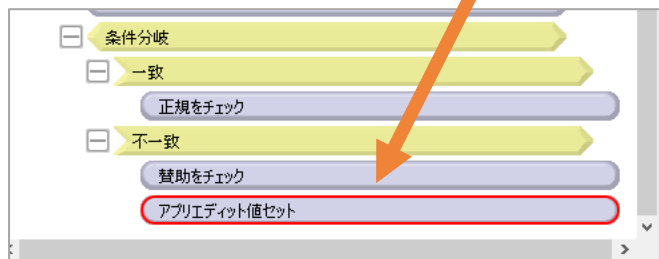 条件分岐
一致
正規をチェック
不一致
賛助をチェック
アプリエディット値セット